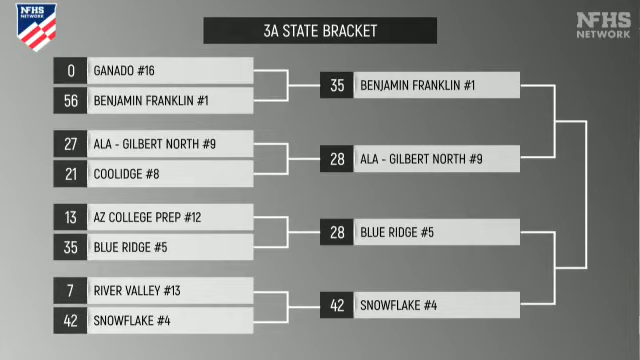 NFHS
NETWORK
3A STATE BRACKET
NFHS
NETWORK
0 GANADO #16
56 BENJAMIN FRANKLIN #1
27 ALA - GILBERT NORTH #9
21 COOLIDGE #8
13 AZ COLLEGE PREP #12
35 BLUE RIDGE #5
7 RIVER VALLEY #13
42 SNOWFLAKE #4
35 BENJAMIN FRANKLIN #1
28 ALA - GILBERT NORTH #9
28 BLUE RIDGE #5
42 SNOWFLAKE #4